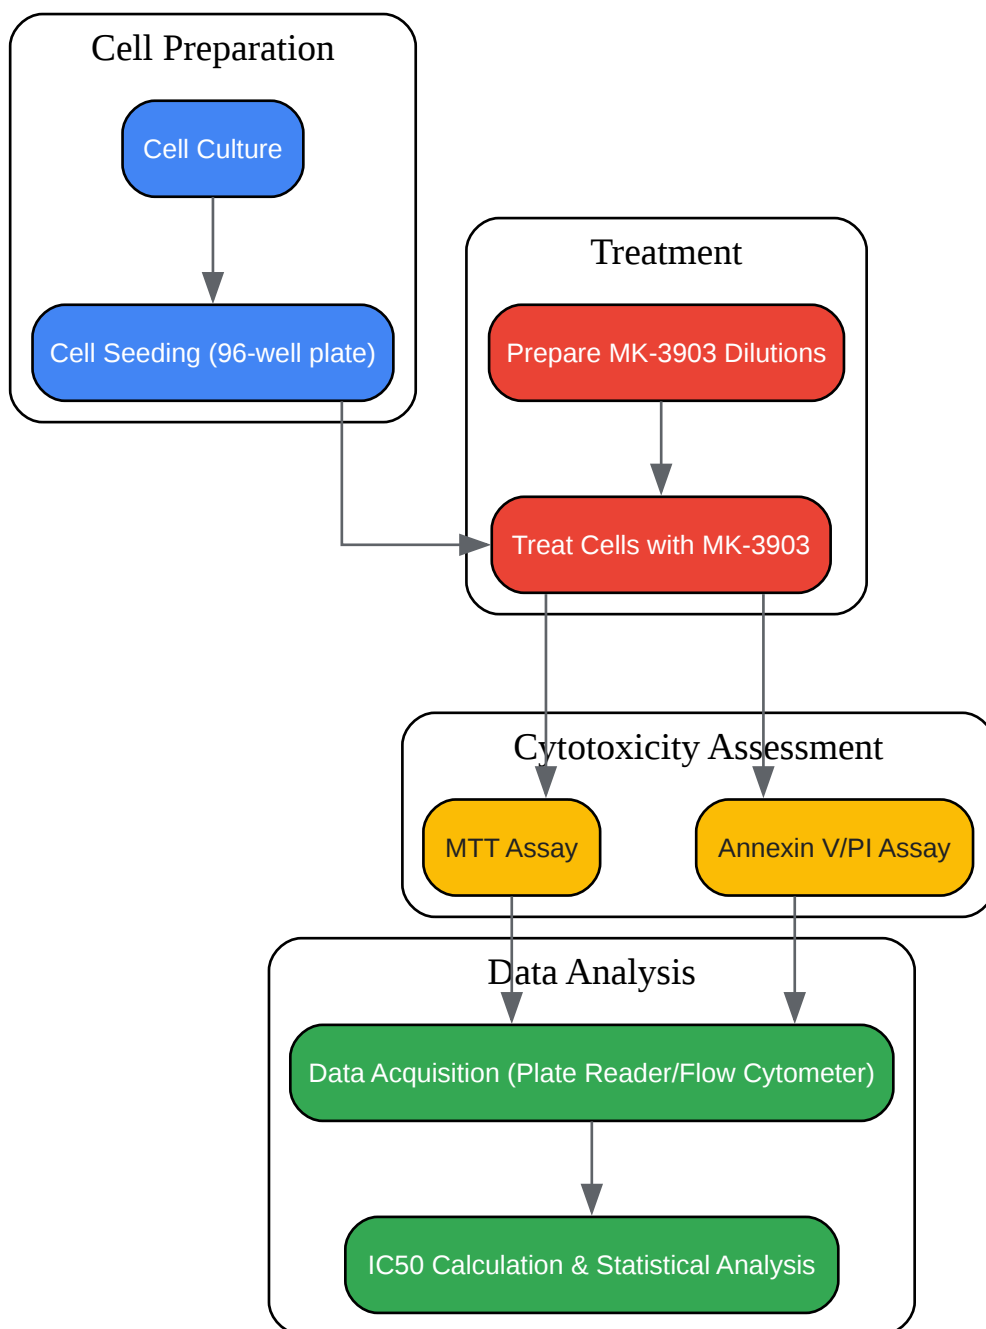 Cell Preparation
Cell Culture
Cell Seeding (96-well plate)
Treatment
Prepare MK-3903 Dilutions
Treat Cells with MK-3903
Cytotoxicity Assessment
MTT Assay
Annexin V/PI Assay
Data Analysis
Data Acquisition (Plate Reader/Flow Cytometer)
IC50 Calculation & Statistical Analysis